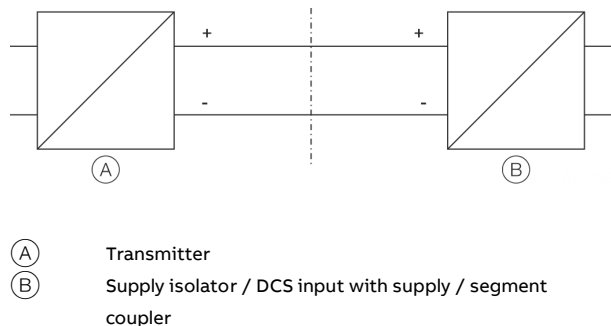 + +
- -
A B
A Transmitter
B Supply isolator / DCS input with supply / segment
coupler